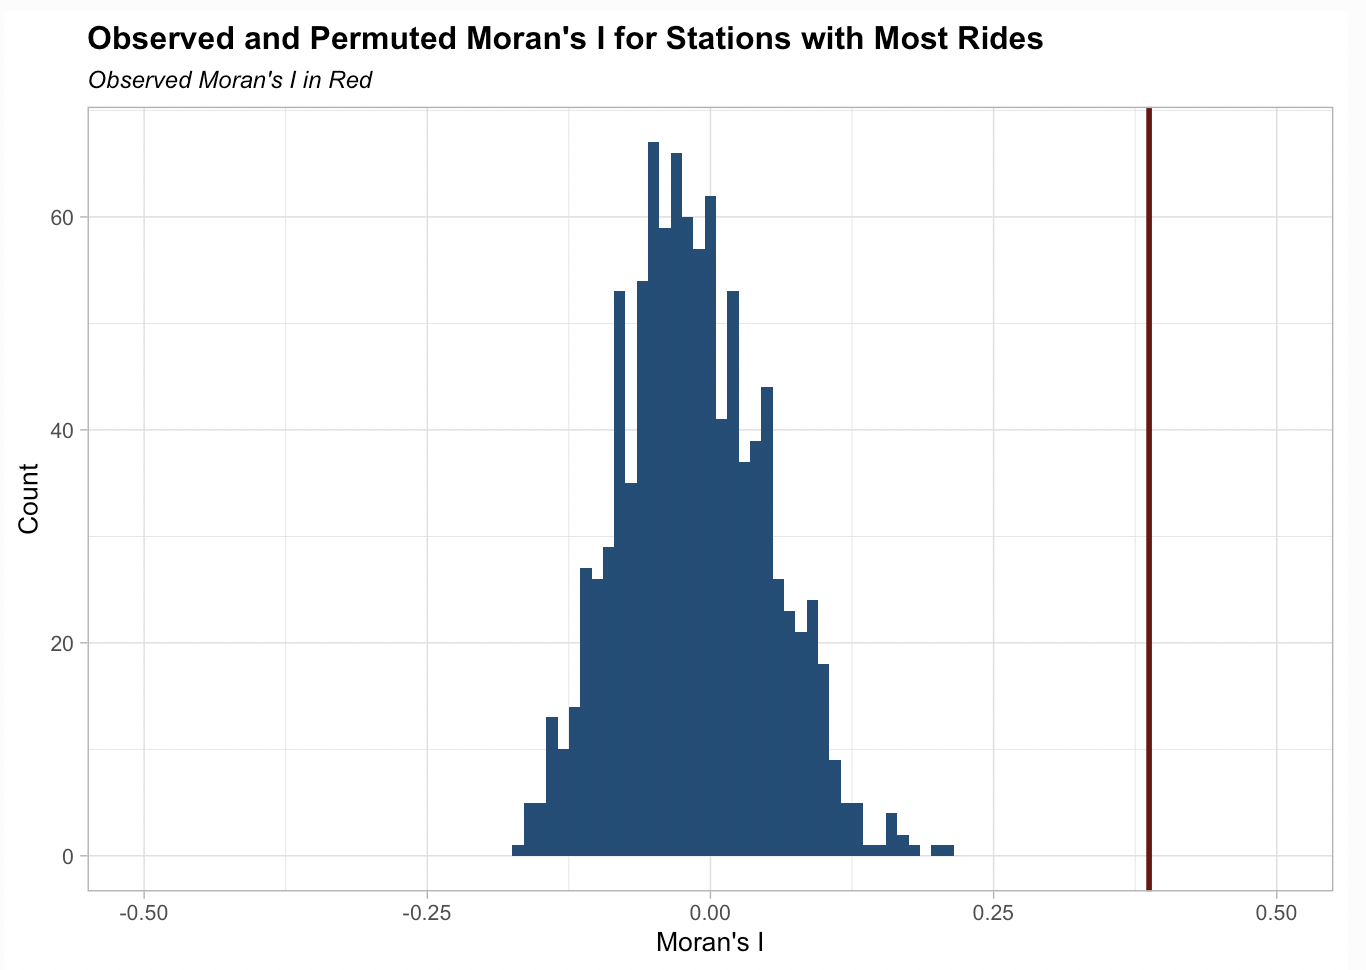 Observed and Permuted Moran's I for Stations with Most Rides
Observed Moran's I in Red
60
40
20
0
Count
-0.50
-0.25
0.00
0.25
0.50
Moran's I